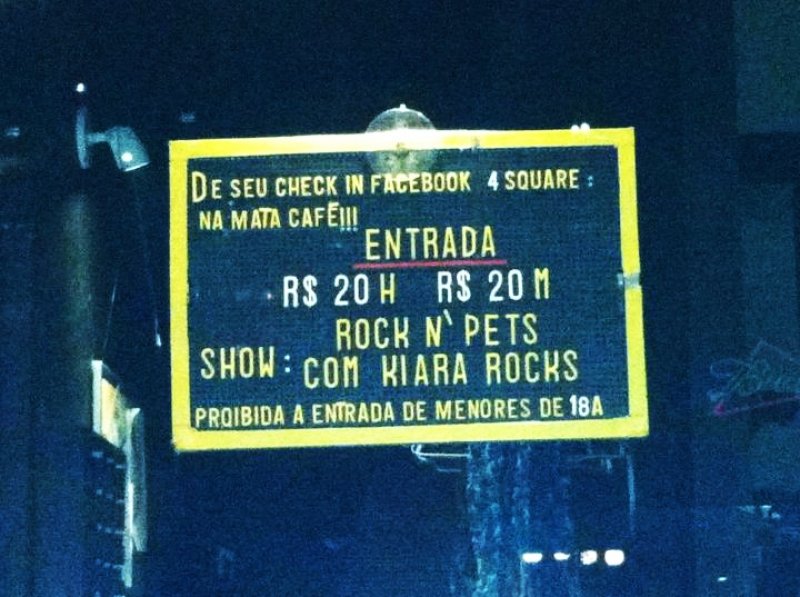 DE SEU CHECK IN FACEBOOK 4 SQUARE :
NA MATA CAFÉ!!!
ENTRADA
R$ 20 H R$ 20 M
ROCK N` PETS
SHOW: COM KIARA ROCKS
PROIBIDA A ENTRADA DE MENORES DE 18A